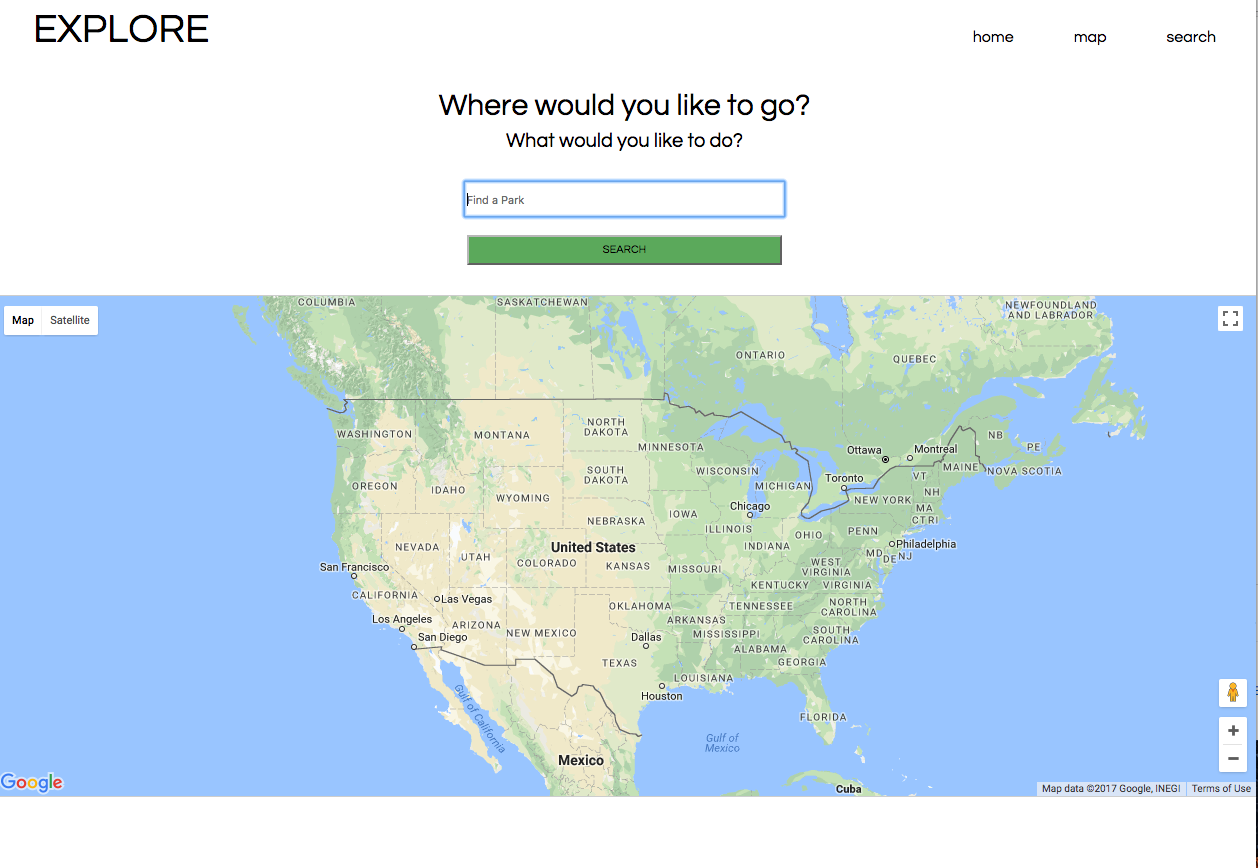 EXPLORE
home
map
search
Where would you like to go?
What would you like to do?
Find a Park
SEARCH
Map
Satellite
COLUMBIA
SASKATCHEWAN
NEWFOUNDLAND
AND LABRADOR
ONTARIO
QUEBEC
WASHINGTON
MONTANA
NORTH
DAKOTA
MINNESOTA
Ottawa
Montreal
NB
PE
MAINE
NOVA SCOTIA
OREGON
IDAHO
WYOMING
SOUTH
DAKOTA
WISCONSIN
MICHIGAN
Toronto
VT
NH
NEW YORK
MA
CT
RI
Chicago
IOWA
NEBRASKA
ILLINOIS
INDIANA
OHIO
PENN
Philadelphia
MD
DE
NJ
NEVADA
UTAH
United States
COLORADO
KANSAS
MISSOURI
WEST
VIRGINIA
KENTUCKY
VIRGINIA
San Francisco
CALIFORNIA
Las Vegas
OKLAHOMA
TENNESSEE
NORTH
CAROLINA
Los Angeles
ARIZONA
NEW MEXICO
ARKANSAS
MISSISSIPPI
SOUTH
CAROLINA
San Diego
Dallas
ALABAMA
TEXAS
GEORGIA
LOUISIANA
Houston
Gulf of California
FLORIDA
Gulf of
Mexico
Mexico
Cuba
Google
Map data ©2017 Google, INEGI
Terms of Use